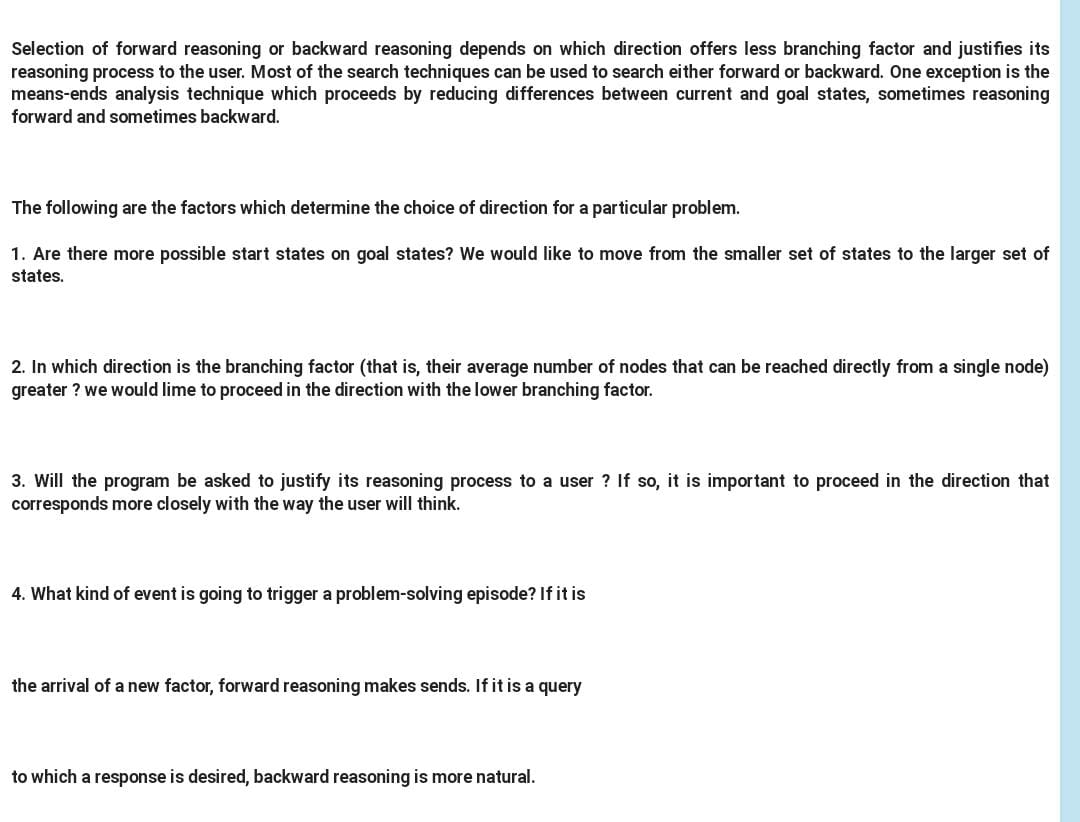 Selection of forward reasoning or backward reasoning depends on which direction offers less branching factor and justifies its
reasoning process to the user. Most of the search techniques can be used to search either forward or backward. One exception is the
means-ends analysis technique which proceeds by reducing differences between current and goal states, sometimes reasoning
forward and sometimes backward.
The following are the factors which determine the choice of direction for a particular problem.
1. Are there more possible start states on goal states? We would like to move from the smaller set of states to the larger set of
states.
2. In which direction is the branching factor (that is, their average number of nodes that can be reached directly from a single node)
greater ? we would lime to proceed in the direction with the lower branching factor.
3. Will the program be asked to justify its reasoning process to a user ? If so, it is important to proceed in the direction that
corresponds more closely with the way the user will think.
4. What kind of event is going to trigger a problem-solving episode? If it is
the arrival of a new factor, forward reasoning makes sends. If it is a query
to which a response is desired, backward reasoning is more natural.